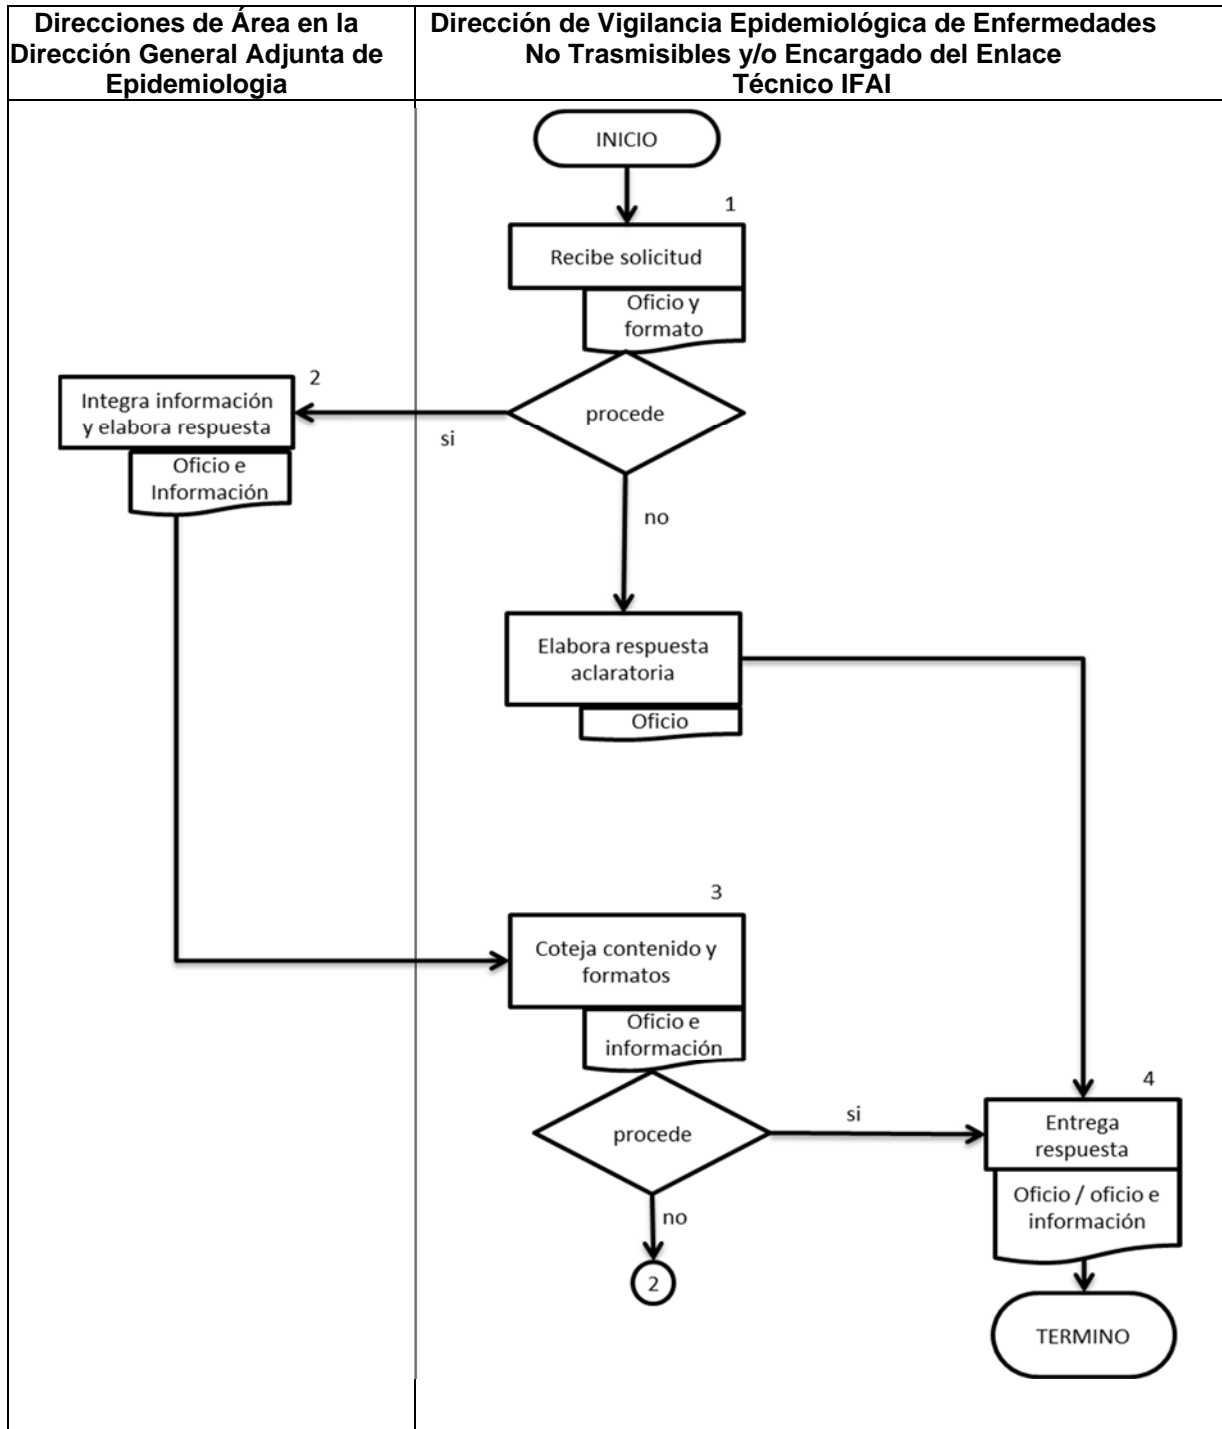 Direcciones de Área en la
Dirección General Adjunta de
Epidemiologia
Dirección de Vigilancia Epidemiológica de Enfermedades
No Trasmisibles y/o Encargado del Enlace
Técnico IFAI
INICIO
1
Recibe solicitud
Oficio y
formato
procede
si
2
Integra información
y elabora respuesta
Oficio e
Información
no
Elabora respuesta
aclaratoria
Oficio
3
Coteja contenido y
formatos
Oficio e
información
procede
si
4
Entrega
respuesta
Oficio / oficio e
información
no
2
TERMINO